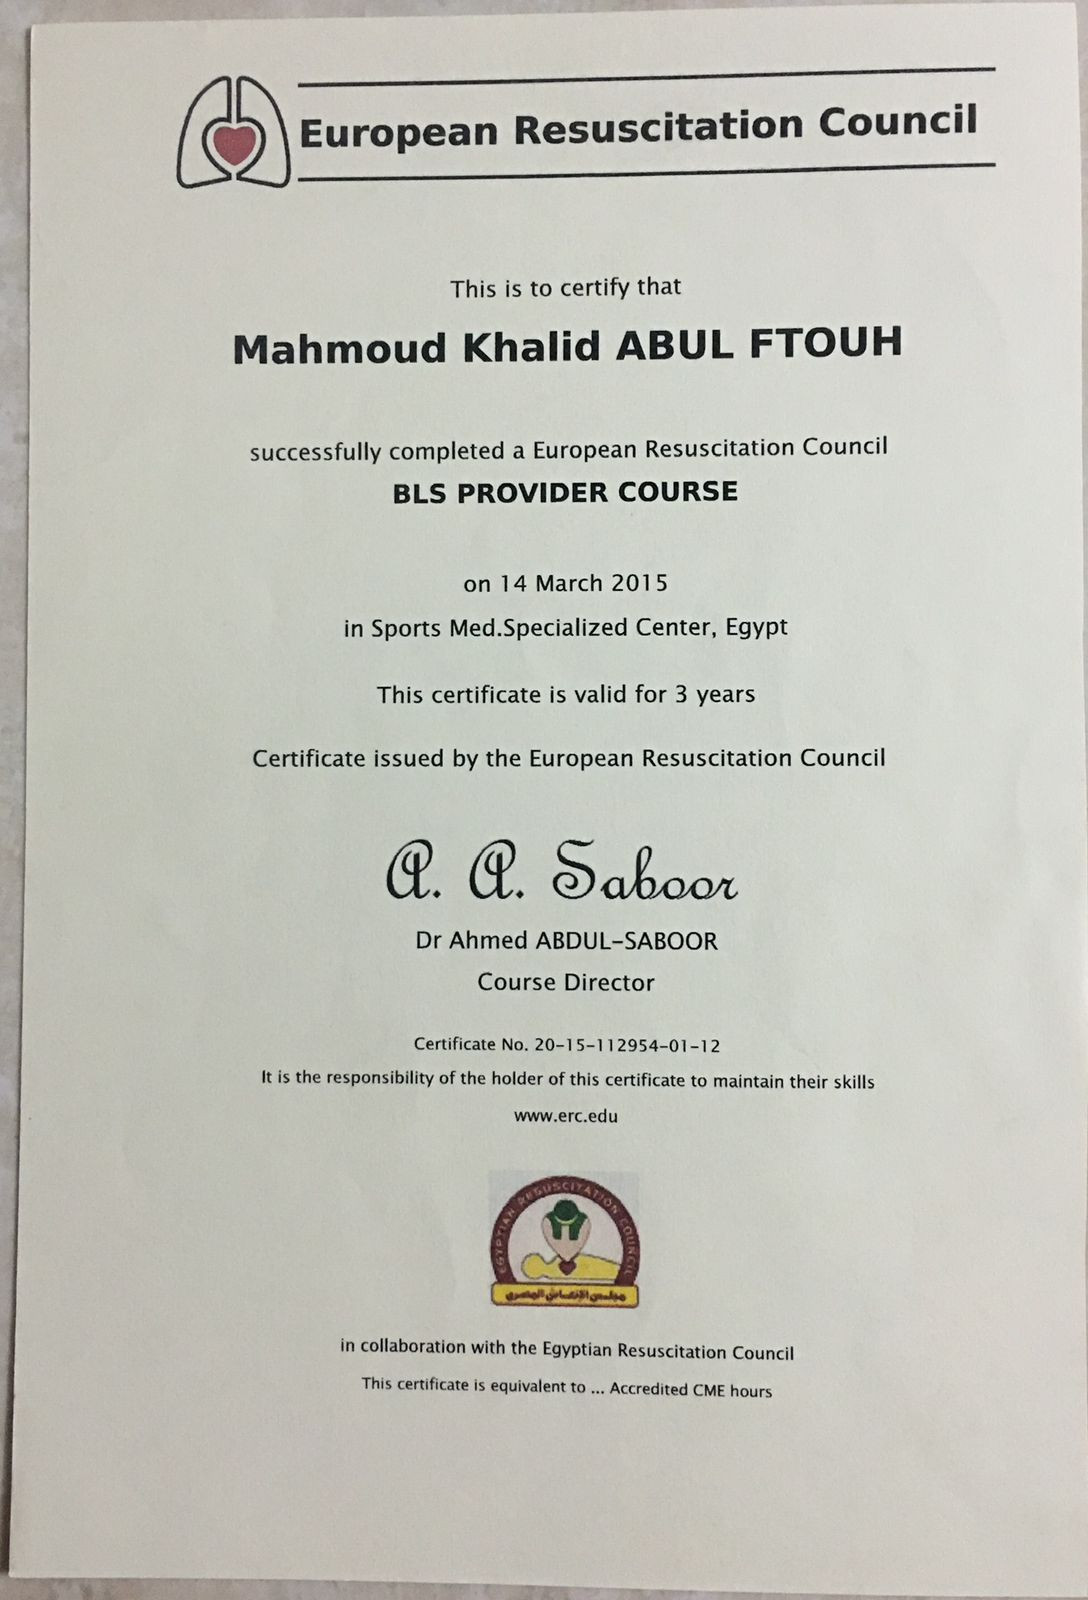 European Resuscitation Council
This is to certify that
Mahmoud Khalid ABUL FTOUH
successfully completed a European Resuscitation Council
BLS PROVIDER COURSE
on 14 March 2015
in Sports Med.Specialized Center, Egypt
This certificate is valid for 3 years
Certificate issued by the European Resuscitation Council
A. A. Saboor
Dr Ahmed ABDUL-SABOOR
Course Director
Certificate No. 20-15-112954-01-12
It is the responsibility of the holder of this certificate to maintain their skills
www.erc.edu
EGYPTIAN RESUSCITATION COUNCIL
مجلس الإنعاش المصرى
in collaboration with the Egyptian Resuscitation Council
This certificate is equivalent to ... Accredited CME hours